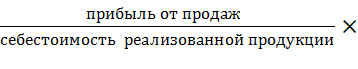 прибыль от продаж
себестоимость реализованной продукции ×